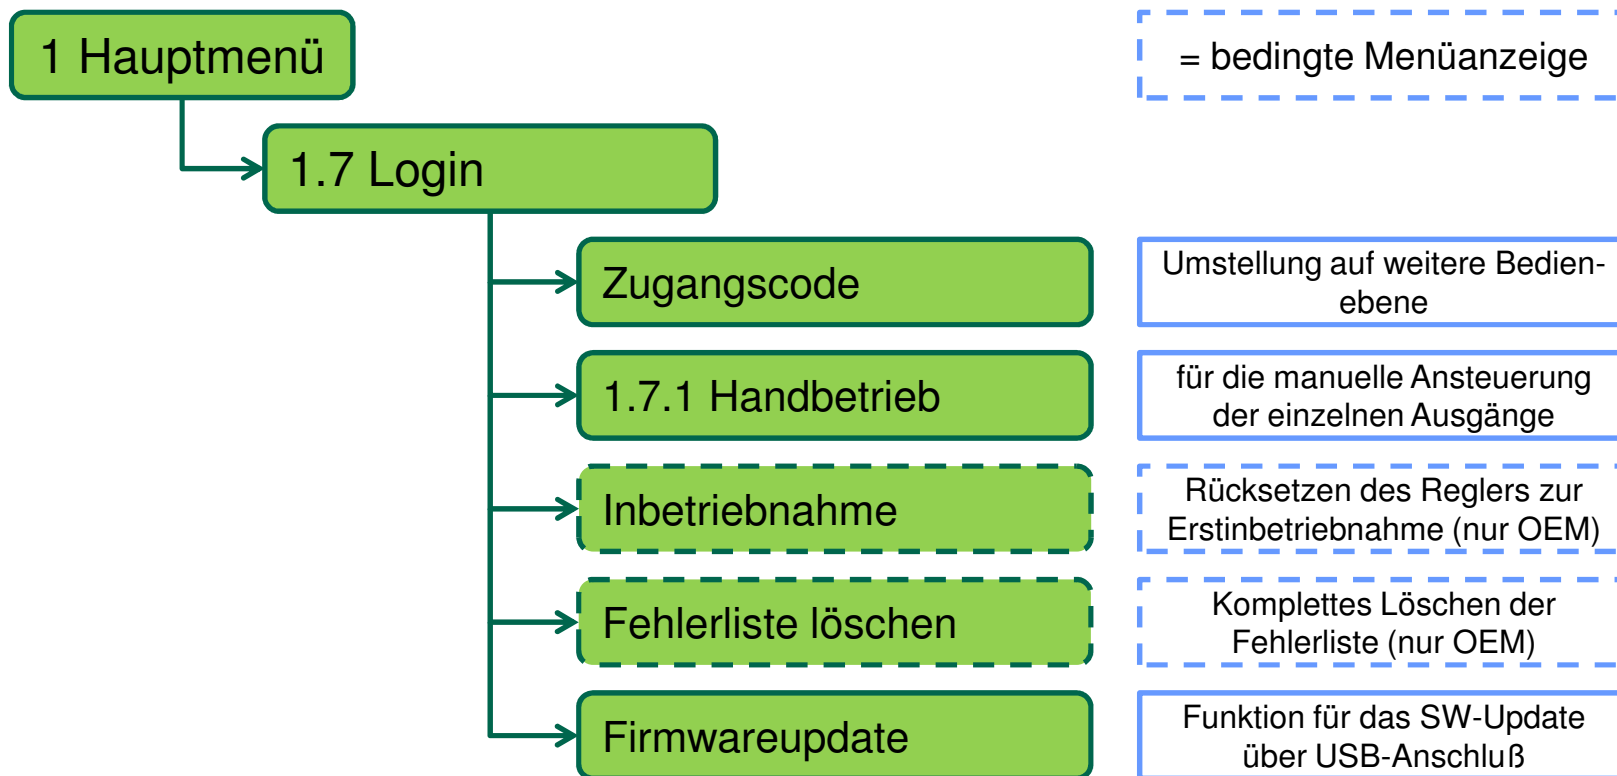 1 Hauptmenü
= bedingte Menüanzeige
1.7 Login
Zugangscode
Umstellung auf weitere Bedien-
ebene
1.7.1 Handbetrieb
für die manuelle Ansteuerung
der einzelnen Ausgänge
Inbetriebnahme
Rücksetzen des Reglers zur
Erstinbetriebnahme (nur OEM)
Fehlerliste löschen
Komplettes Löschen der
Fehlerliste (nur OEM)
Firmwareupdate
Funktion für das SW-Update
über USB-Anschluß